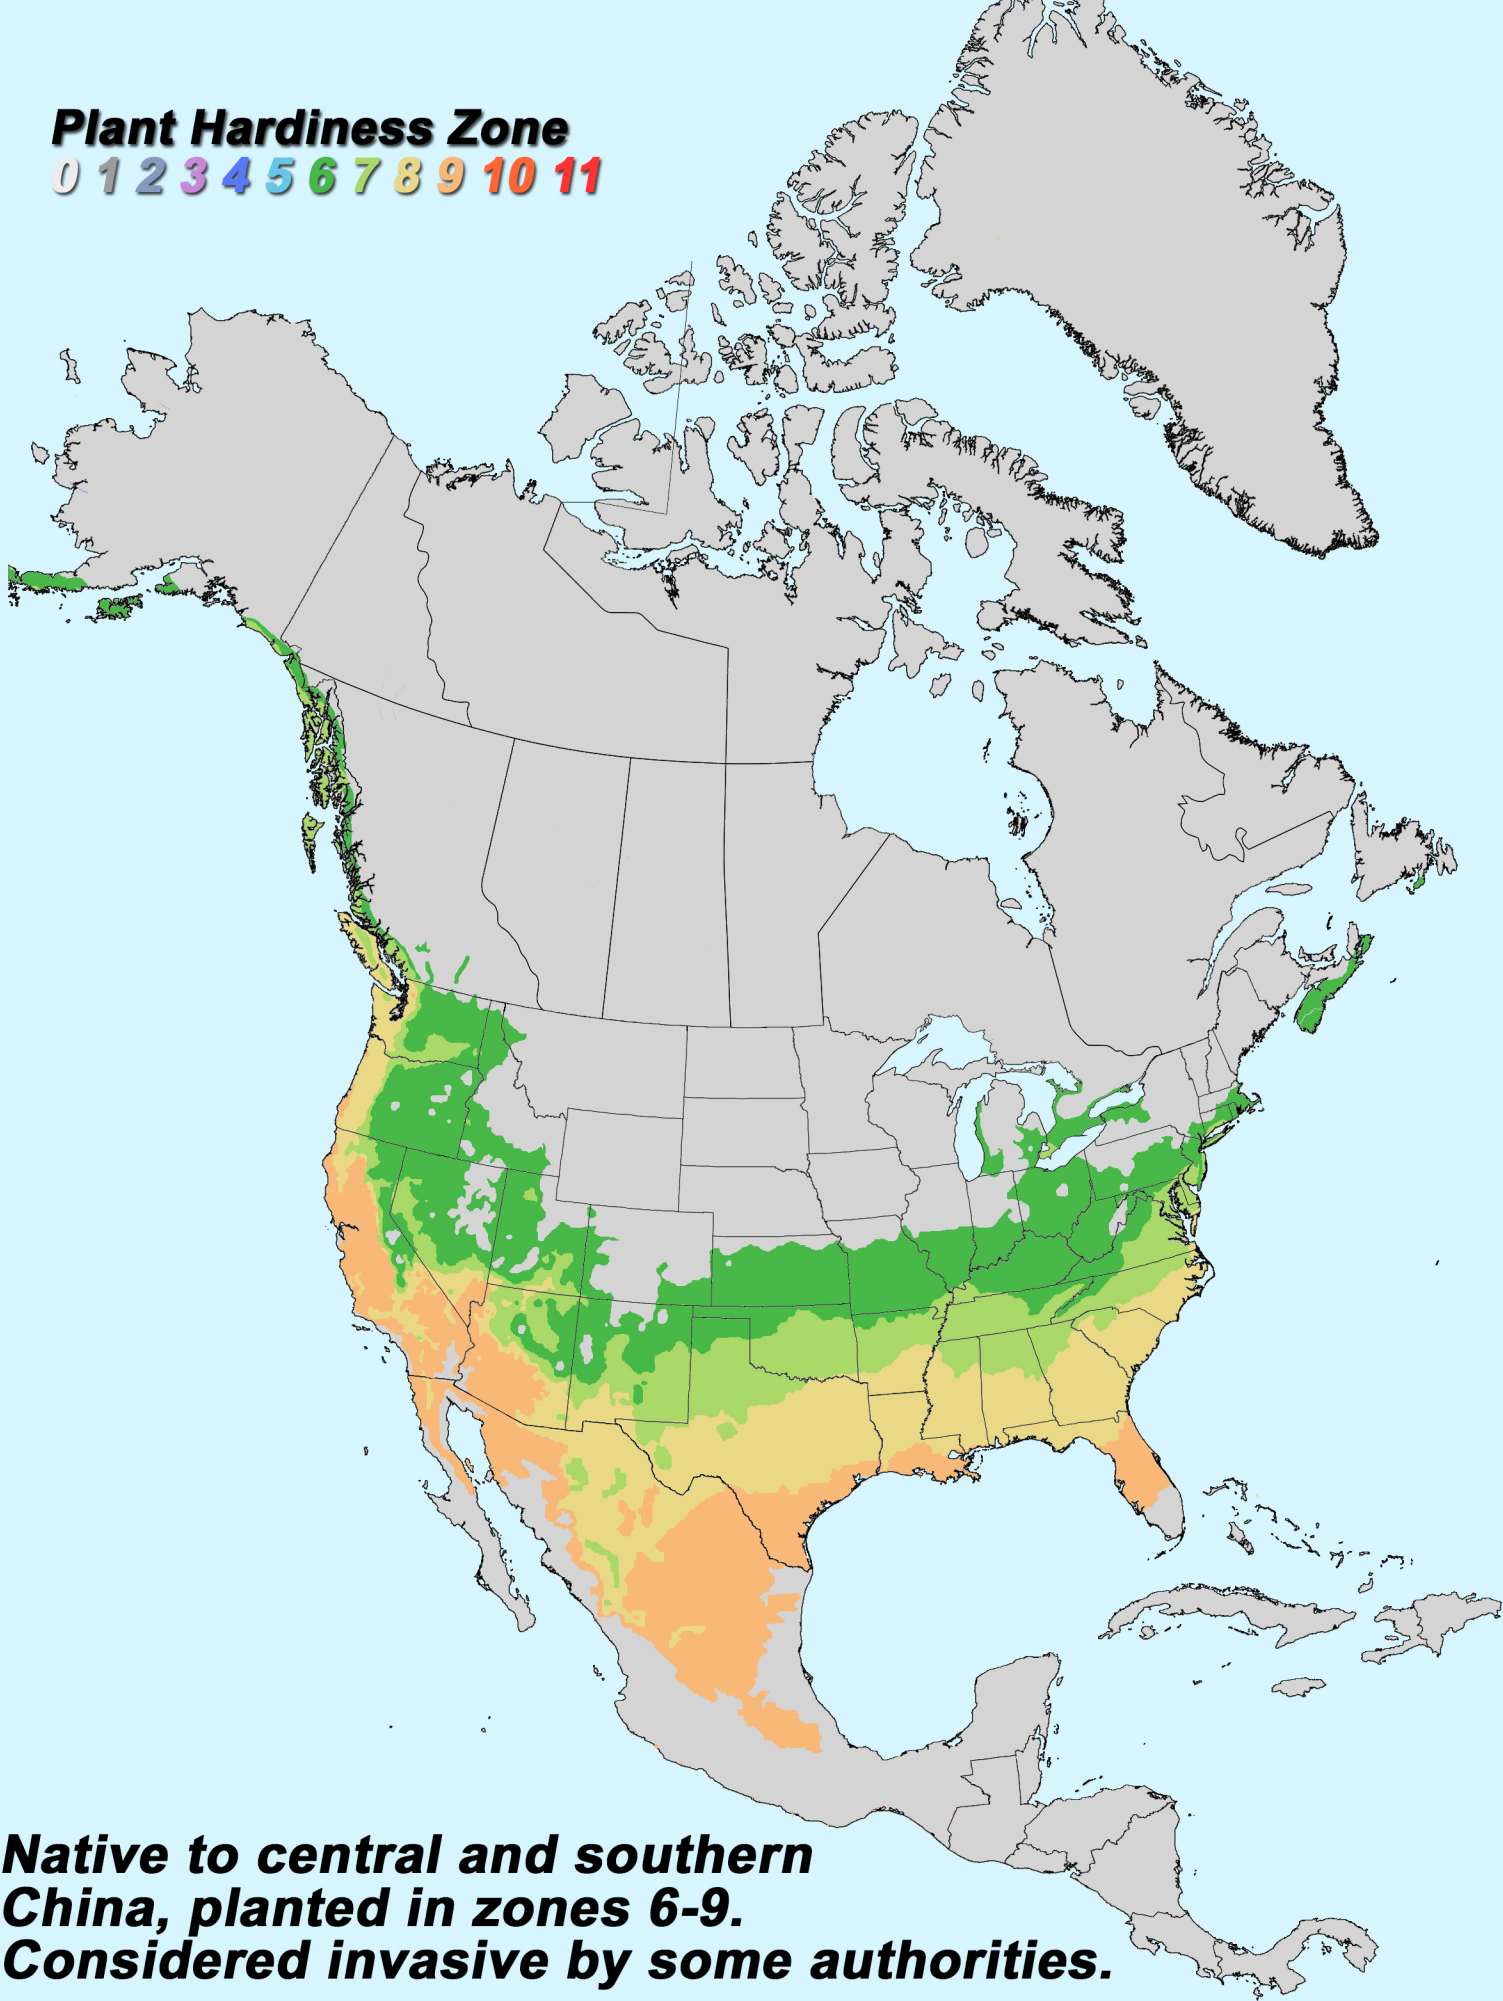 Plant Hardiness Zone
0 1 2 3 4 5 6 7 8 9 10 11
Native to central and southern
China, planted in zones 6-9.
Considered invasive by some authorities.